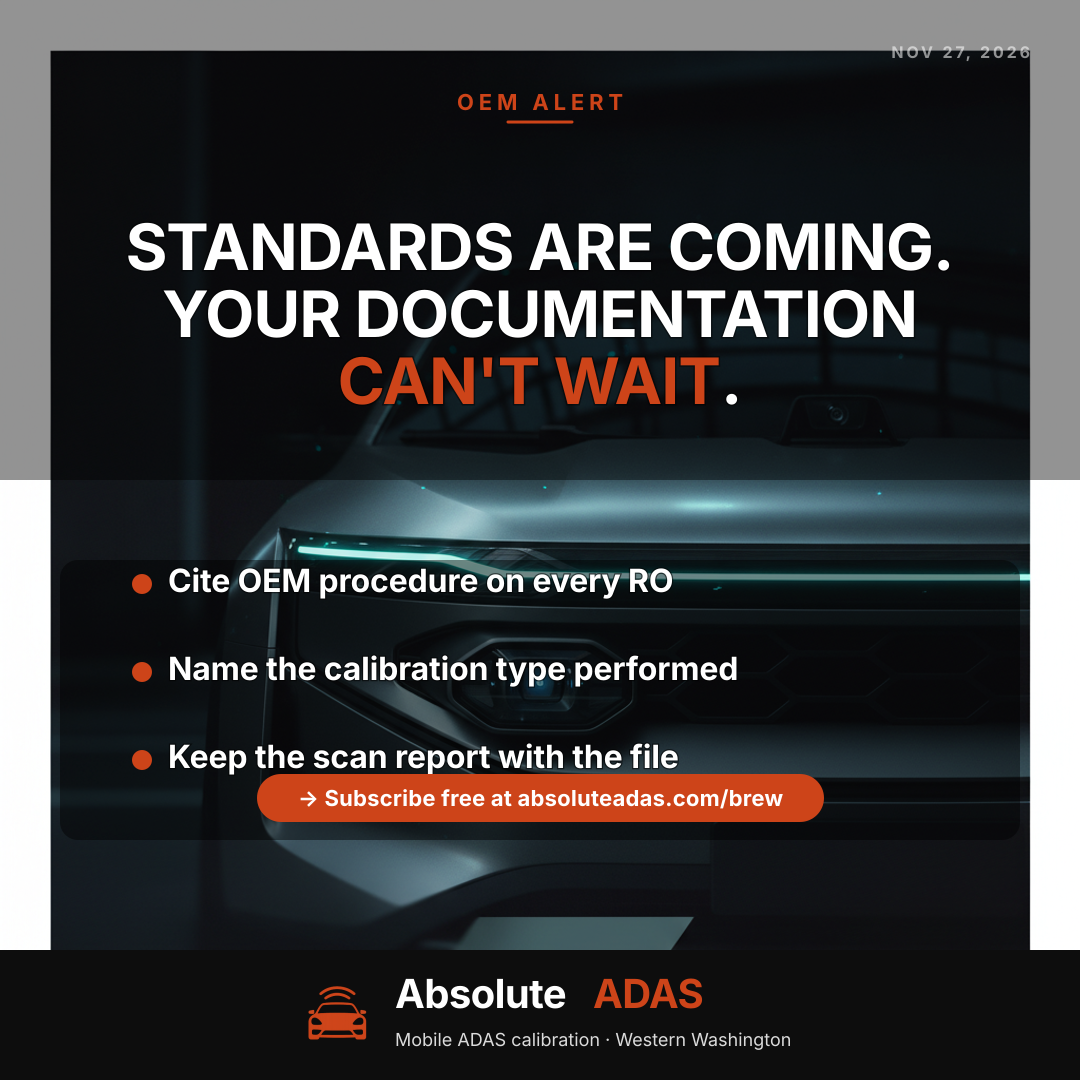 NOV 27, 2026
OEM ALERT
STANDARDS ARE COMING.
YOUR DOCUMENTATION
CAN'T WAIT.
Cite OEM procedure on every RO
Name the calibration type performed
Keep the scan report with the file
→ Subscribe free at absoluteadas.com/brew
Absolute ADAS
Mobile ADAS calibration · Western Washington